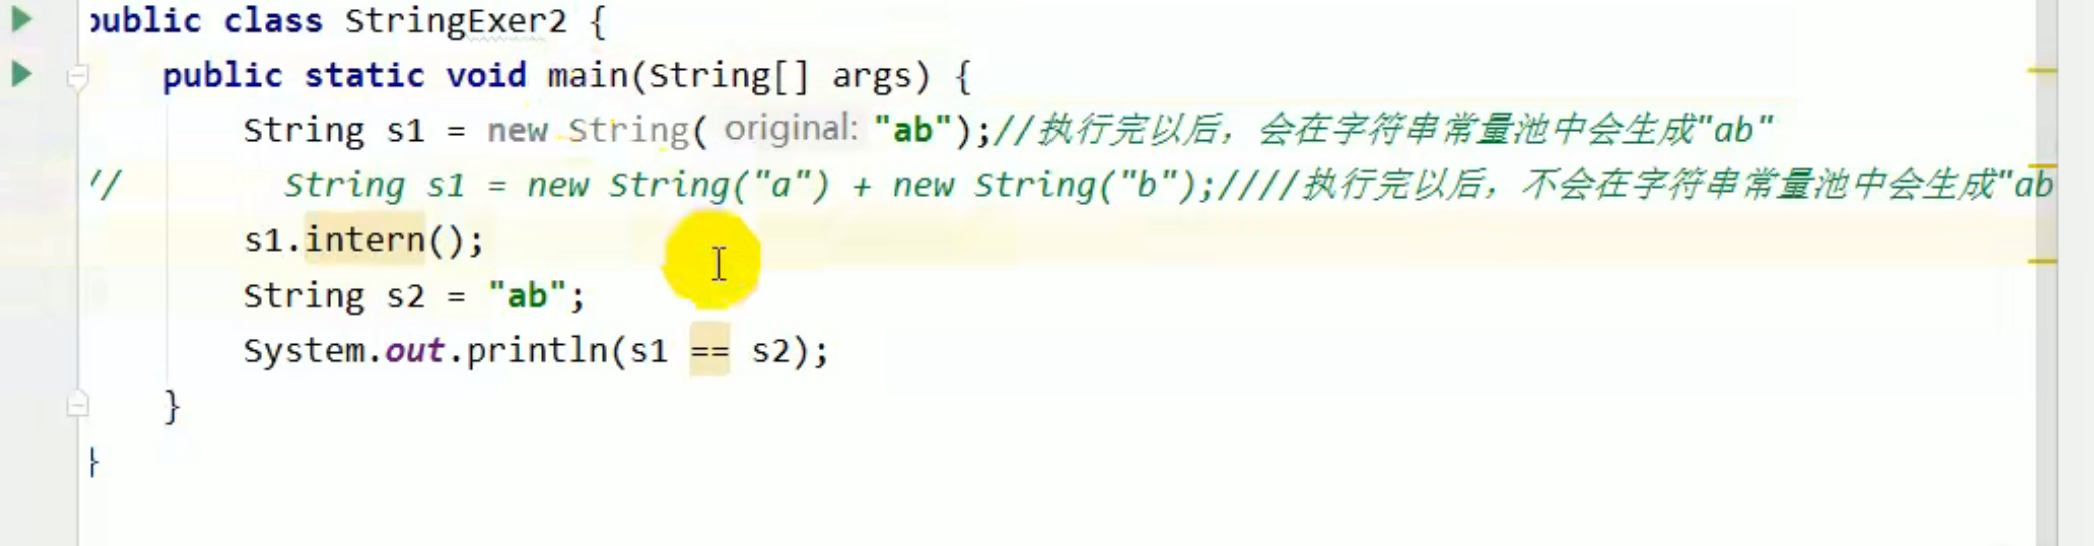 public class StringExer2 {
public static void main(String[] args) {
String s1 = new String( original: "ab");//执行完以后，会在字符串常量池中会生成"ab"
// String s1 = new String("a") + new String("b");////执行完以后，不会在字符串常量池中会生成"ab
s1.intern();
String s2 = "ab";
System.out.println(s1 == s2);
}
}